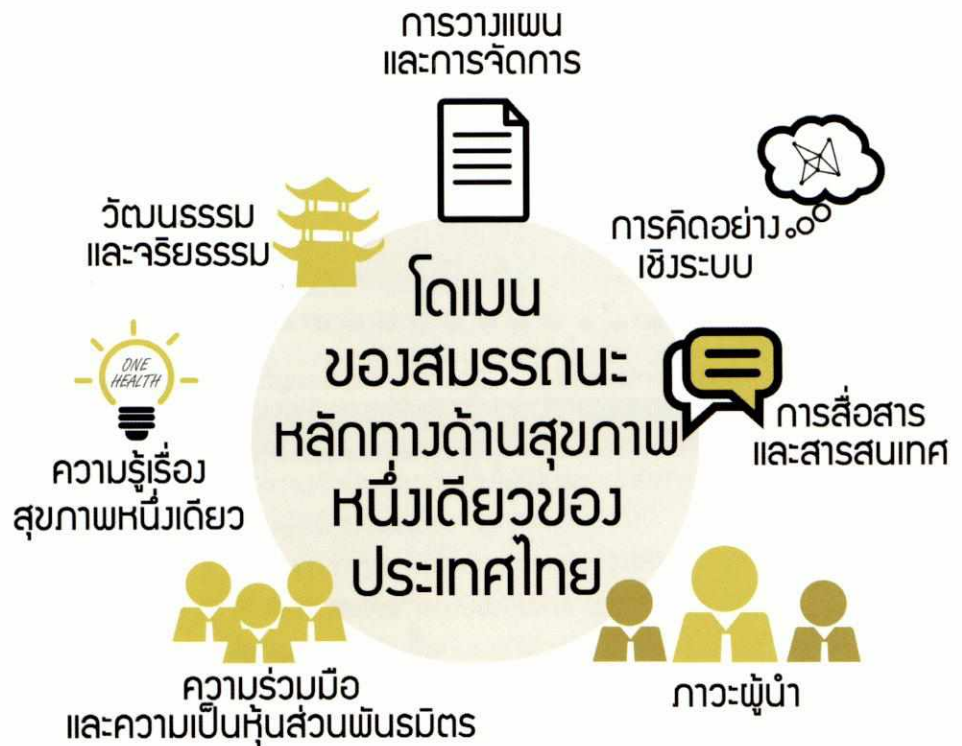 การวางแผน
และการจัดการ
การคิดอย่าง
เชิงระบบ
วัฒนธรรม
และจริยธรรม
โดเมน
ของสมรรถนะ
หลักทางด้านสุขภาพ
หนึ่งเดียวของ
ประเทศไทย
ONE
HEALTH
การสื่อสาร
และสารสนเทศ
ความรู้เรื่อง
สุขภาพหนึ่งเดียว
ความร่วมมือ
และความเป็นหุ้นส่วนพันธมิตร
ภาวะผู้นำ